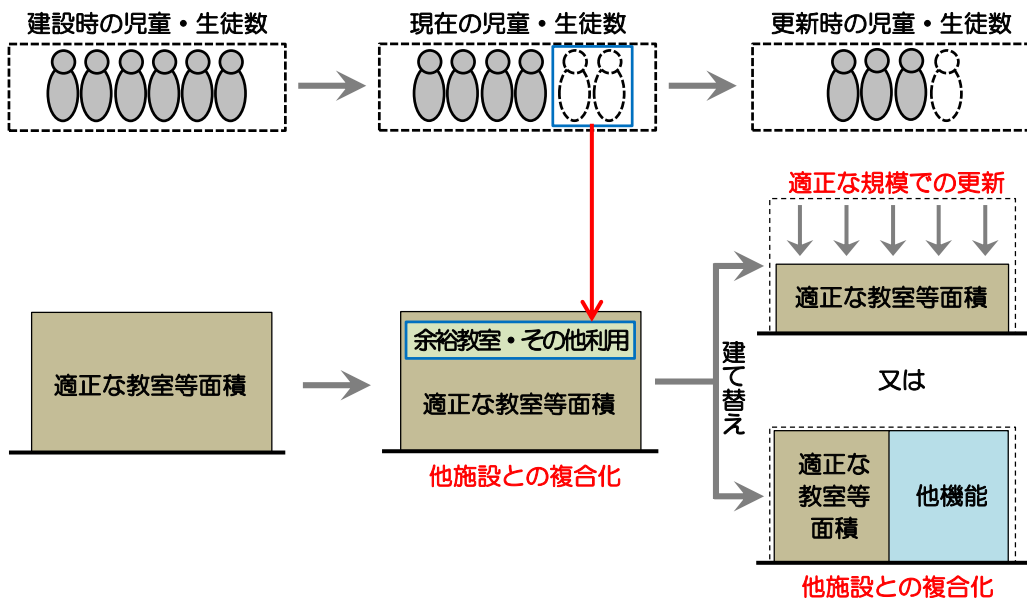 建設時の児童・生徒数
現在の児童・生徒数
更新時の児童・生徒数
適正な規模での更新
適正な教室等面積
余裕教室・その他利用
適正な教室等面積
適正な教室等面積
他施設との複合化
建て替え
又は
適正な
教室等
面積
他機能
他施設との複合化